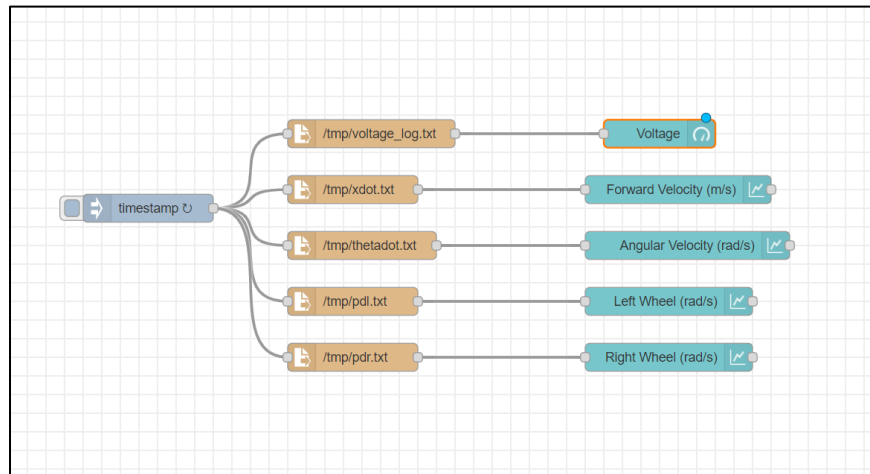 /tmp/voltage_log.txt
Voltage
/tmp/xdot.txt
Forward Velocity (m/s)
timestamp ↻
/tmp/thetadot.txt
Angular Velocity (rad/s)
/tmp/pdl.txt
Left Wheel (rad/s)
/tmp/pdr.txt
Right Wheel (rad/s)